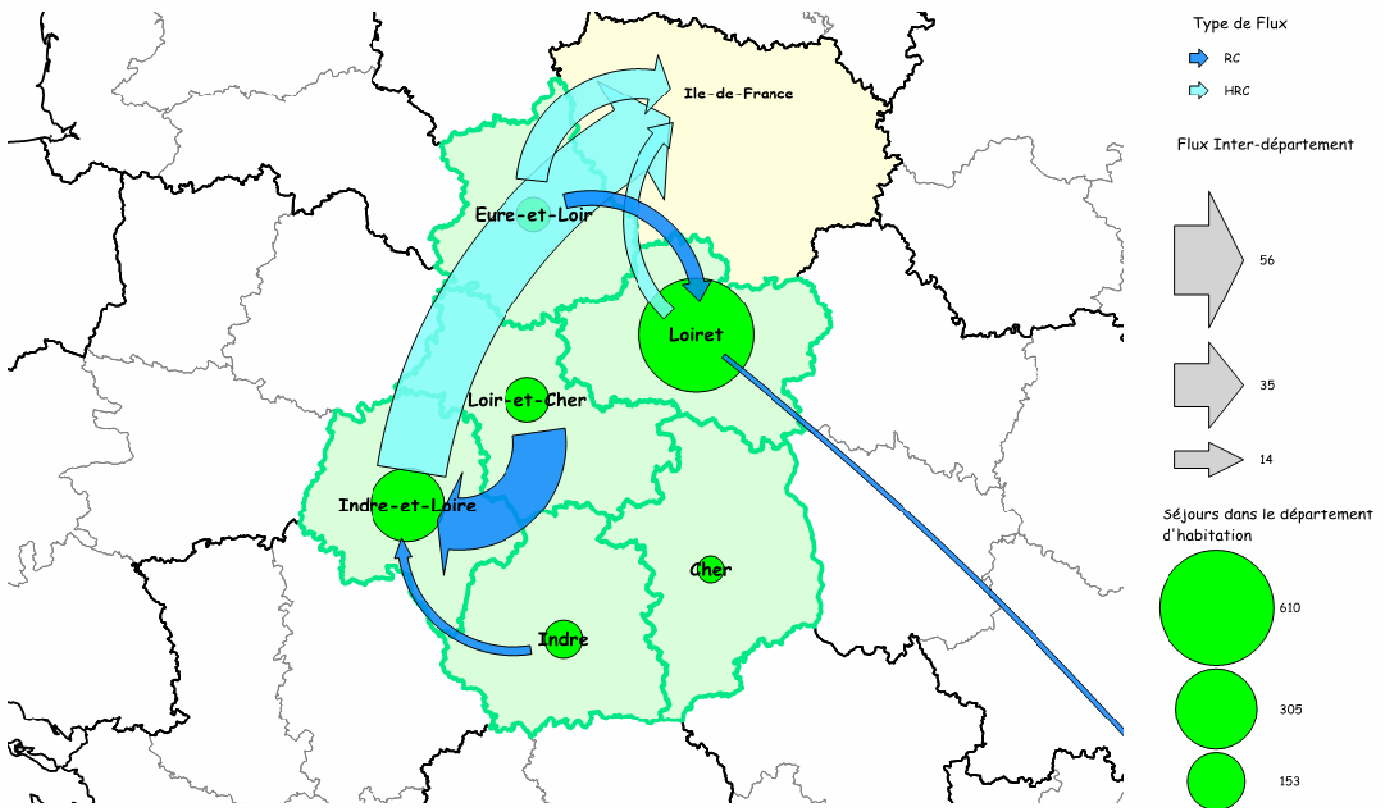 Type de Flux
RC
HRC
Flux Inter-département
56
35
14
Séjours dans le département
d'habitation
610
305
153
Ile-de-France
Eure-et-Loir
Loiret
Loir-et-Cher
Indre-et-Loire
Cher
Indre